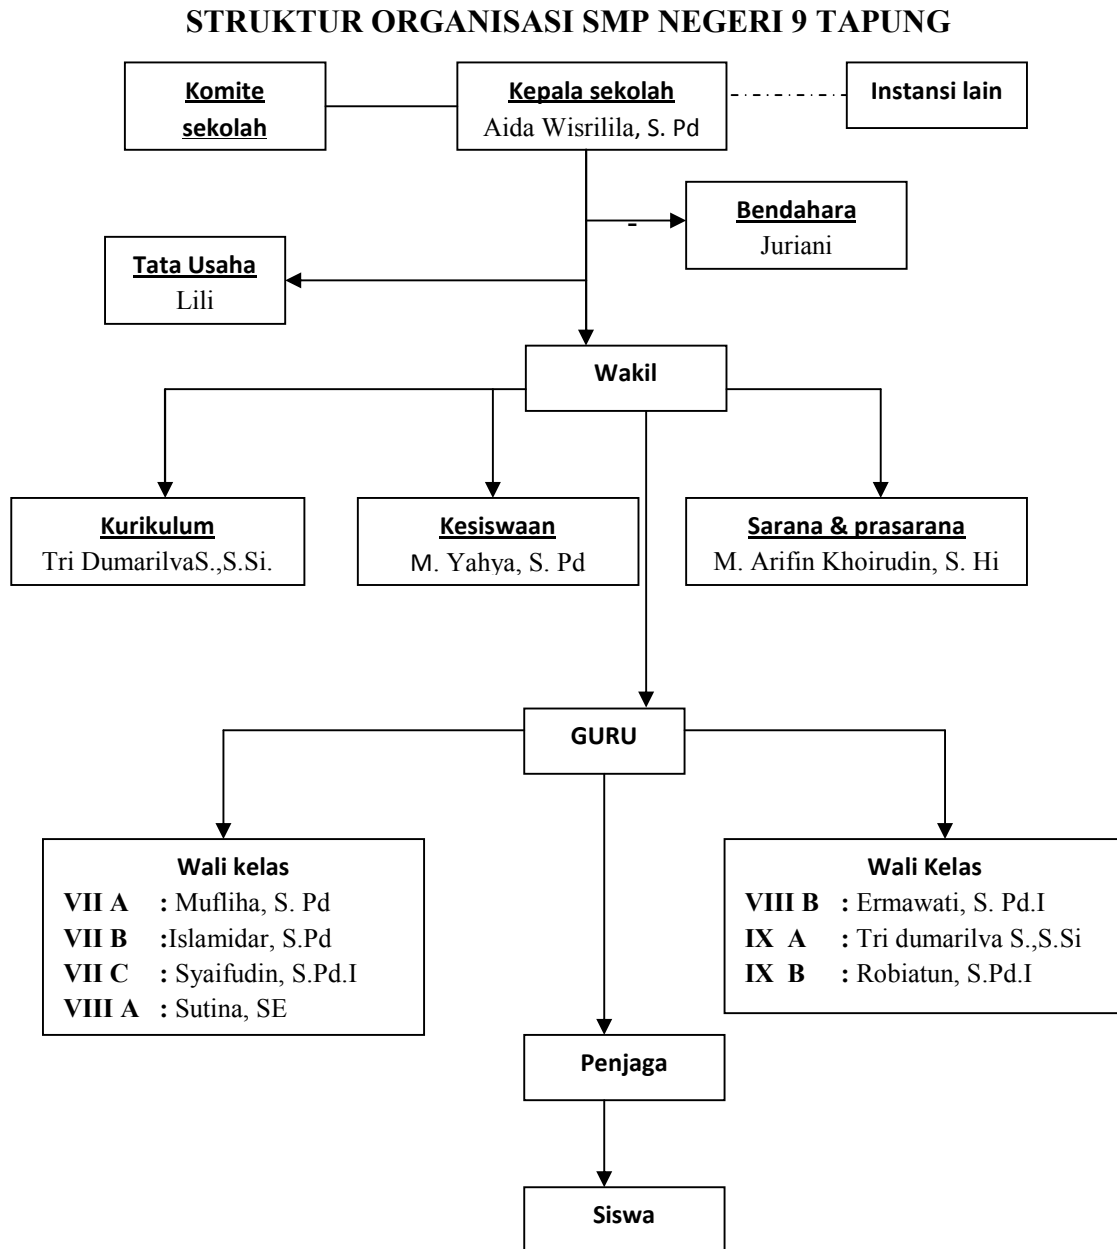 STRUKTUR ORGANISASI SMP NEGERI 9 TAPUNG
Komite
sekolah
Kepala sekolah
Aida Wisrilila, S. Pd
Instansi lain
Bendahara
Juriani
-
Tata Usaha
Lili
Wakil
Kurikulum
Tri DumarilvaS.,S.Si.
Kesiswaan
M. Yahya, S. Pd
Sarana & prasarana
M. Arifin Khoirudin, S. Hi
GURU
Wali kelas
VII A : Mufliha, S. Pd
VII B :Islamidar, S.Pd
VII C : Syaifudin, S.Pd.I
VIII A : Sutina, SE
Wali Kelas
VIII B : Ermawati, S. Pd.I
IX A : Tri dumarilva S.,S.Si
IX B : Robiatun, S.Pd.I
Penjaga
Siswa